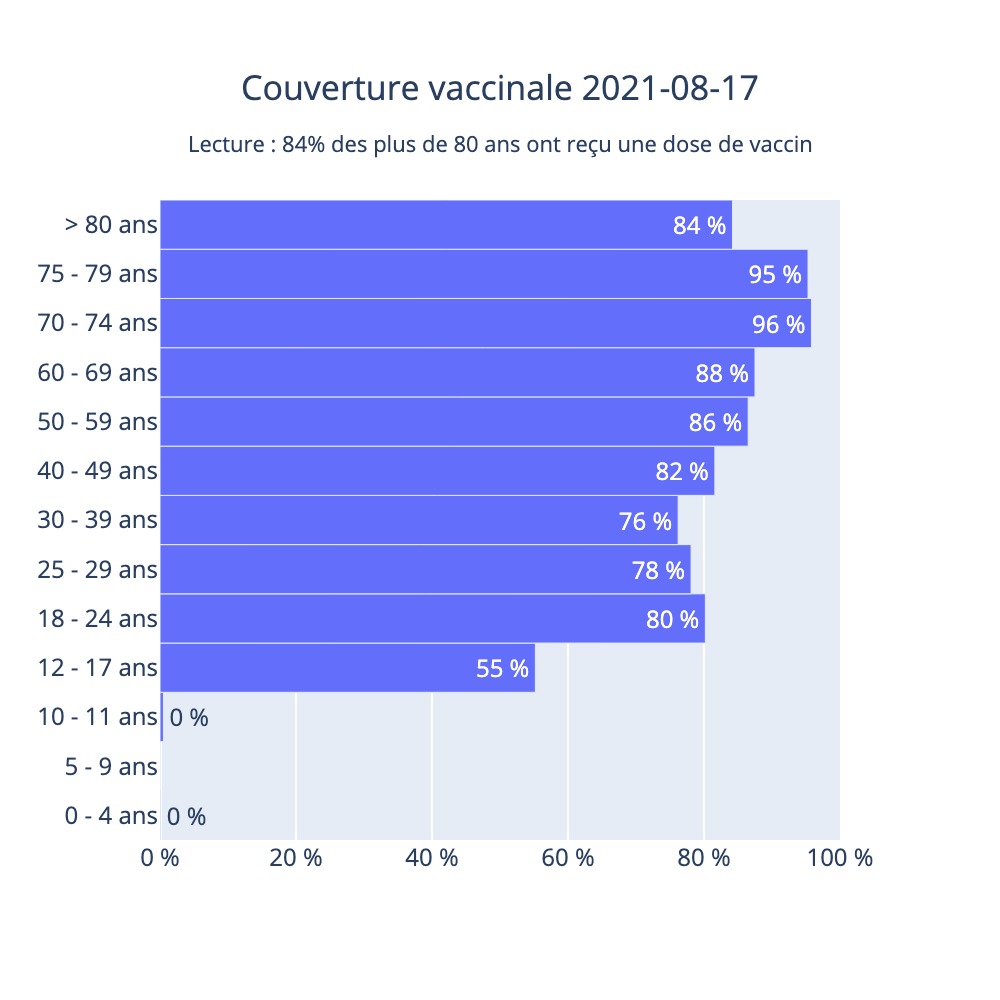 Couverture vaccinale 2021-08-17
Lecture : 84% des plus de 80 ans ont reçu une dose de vaccin
> 80 ans 84 %
75 - 79 ans 95 %
70 - 74 ans 96 %
60 - 69 ans 88 %
50 - 59 ans 86 %
40 - 49 ans 82 %
30 - 39 ans 76 %
25 - 29 ans 78 %
18 - 24 ans 80 %
12 - 17 ans 55 %
10 - 11 ans 0 %
5 - 9 ans
0 - 4 ans 0 %
0 % 20 % 40 % 60 % 80 % 100 %